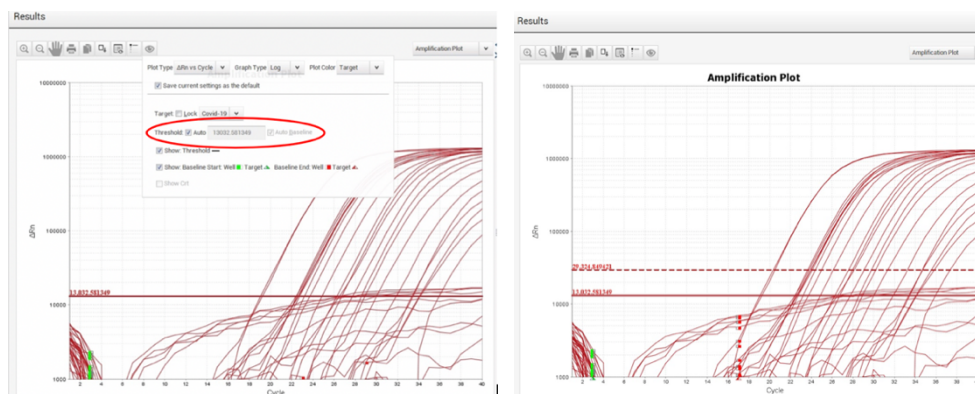 Results
Amplification Plot
Plot Type ΔRn vs Cycle Graph Type Log Plot Color Target
Save current settings as the default
Target: Lock Covid-19
Threshold: Auto 13032.581349 Auto Baseline
Show: Threshold
Show: Baseline Start: Well Target Baseline End: Well Target
Show Crt
10000000
1000000
100000
10000
1000
ΔRn
13,032.581349
2 4 6 8 10 12 14 16 18 20 22 24 26 28 30 32 34 36 38 40
Cycle
Results
Amplification Plot
Amplification Plot
10000000
1000000
100000
10000
1000
ΔRn
13,032.581349
2 4 6 8 10 12 14 16 18 20 22 24 26 28 30 32 34 36 38
Cycle